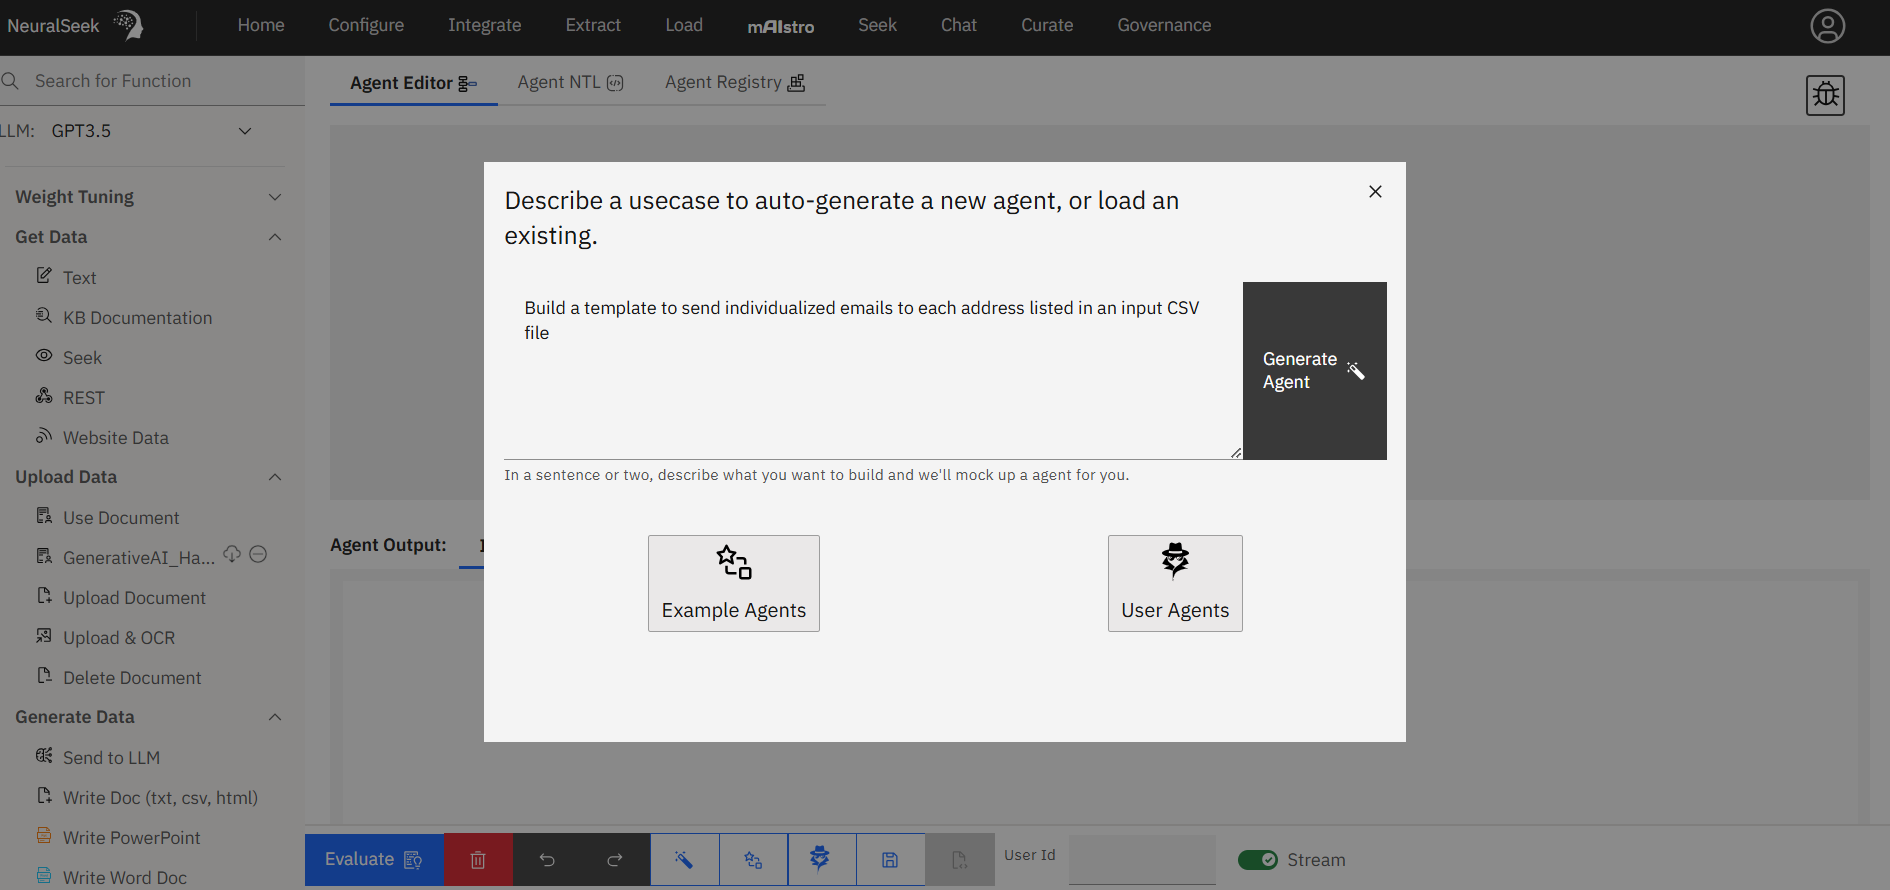 NeuralSeek
Home
Configure
Integrate
Extract
Load
mAIstro
Seek
Chat
Curate
Governance
Search for Function
LLM: GPT3.5
Weight Tuning
Get Data
Text
KB Documentation
Seek
REST
Website Data
Upload Data
Use Document
GenerativeAI_Ha...
Upload Document
Upload & OCR
Delete Document
Generate Data
Send to LLM
Write Doc (txt, csv, html)
Write PowerPoint
Write Word Doc
Agent Editor
Agent NTL
Agent Registry
Describe a usecase to auto-generate a new agent, or load an
existing.
Build a template to send individualized emails to each address listed in an input CSV
file
Generate
Agent
In a sentence or two, describe what you want to build and we'll mock up a agent for you.
Example Agents
User Agents
Agent Output:
Evaluate
User Id
Stream